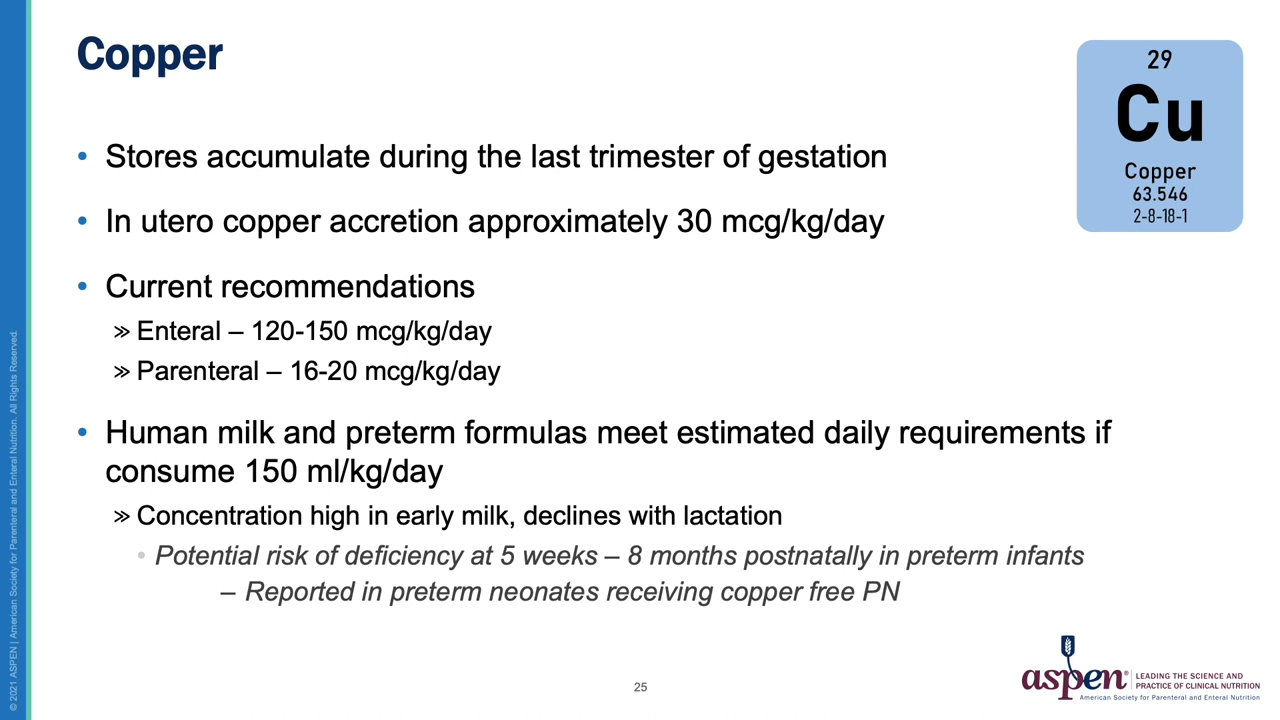 Copper
29
Cu
Copper
63.546
2-8-18-1
• Stores accumulate during the last trimester of gestation
• In utero copper accretion approximately 30 mcg/kg/day
• Current recommendations
» Enteral – 120-150 mcg/kg/day
» Parenteral – 16-20 mcg/kg/day
• Human milk and preterm formulas meet estimated daily requirements if
consume 150 ml/kg/day
» Concentration high in early milk, declines with lactation
• Potential risk of deficiency at 5 weeks – 8 months postnatally in preterm infants
– Reported in preterm neonates receiving copper free PN
© 2021 ASPEN | American Society for Parenteral and Enteral Nutrition. All Rights Reserved.
25
aspen®
LEADING THE SCIENCE AND
PRACTICE OF CLINICAL NUTRITION
American Society for Parenteral and Enteral Nutrition